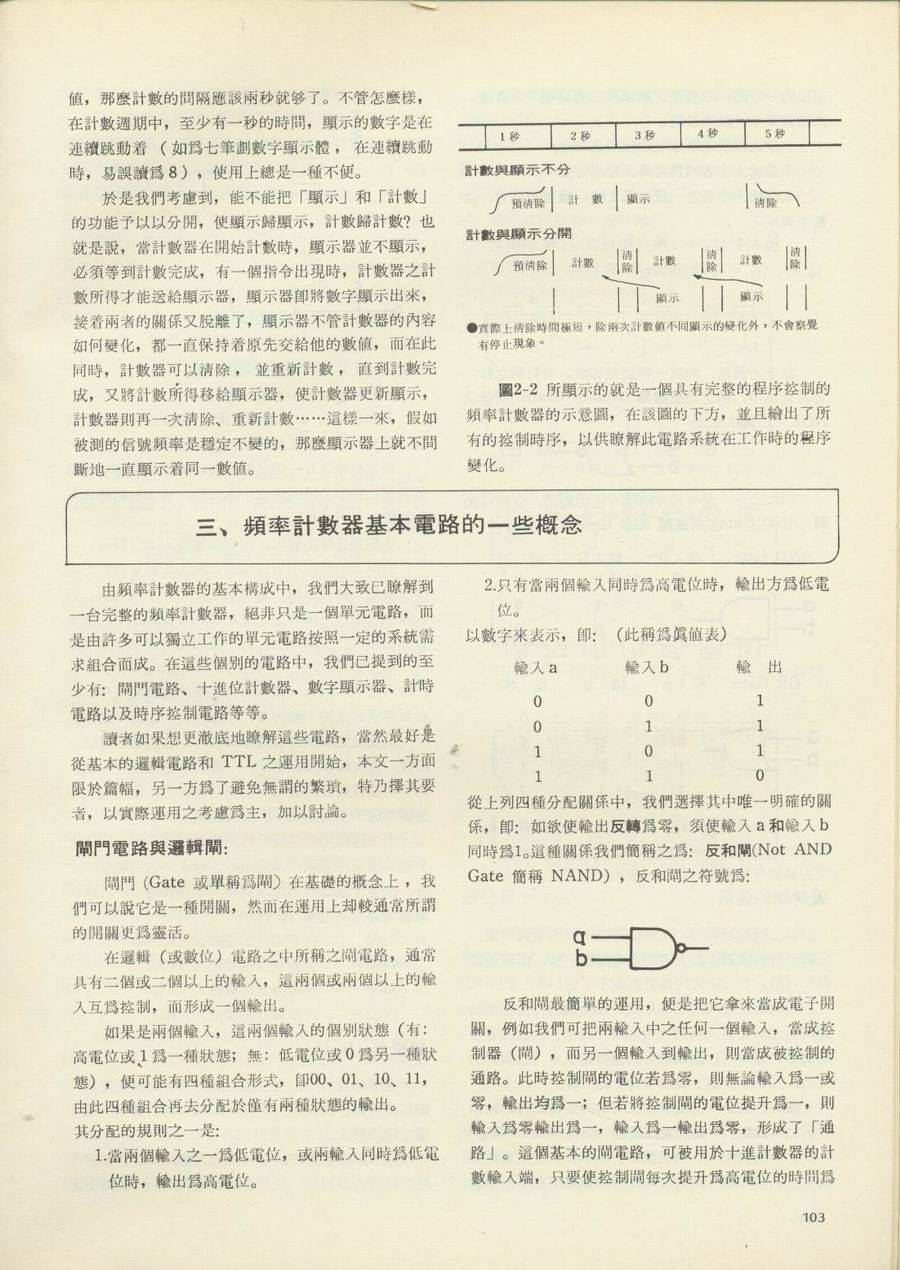 値，那麼計數的間隔應該兩秒就够了。不管怎麼樣，
在計數週期中，至少有一秒的時間，顯示的數字是在
連續跳動着（如爲七筆劃數字顯示體，在連續跳動
時，易誤讀爲8），使用上總是一種不便。
於是我們考慮到，能不能把「顯示」和「計數」
的功能予以以分開，使顯示歸顯示，計數歸計數？也
就是說，當計數器在開始計數時，顯示器並不顯示，
必須等到計數完成，有一個指令出現時，計數器之計
數所得才能送給顯示器，顯示器卽將數字顯示出來，
接着兩者的關係又脱離了，顯示器不管計數器的內容
如何變化，都一直保持着原先交給他的數值，而在此
同時，計數器可以清除，並重新計數，直到計數完
成，又將計數所得移給顯示器，使計數器更新顯示，
計數器則再一次清除、重新計數……這樣一來，假如
被測的信號頻率是穩定不變的，那麼顯示器上就不間
斷地一直顯示着同一數值。
1秒 2秒 3秒 4秒 5秒
計數與顯示不分
預清除 計 數 顯示 清除
計數與顯示分開
預清除 計數 清除 計數 清除 計數 清除
顯示 顯示
●實際上清除時間極短，除兩次計數値不同顯示的變化外，不會察覺
有停止現象。
圖2-2 所顯示的就是一個具有完整的程序控制的
頻率計數器的示意圖，在該圖的下方，並且繪出了所
有的控制時序，以供瞭解此電路系統在工作時的程序
變化。
三、頻率計數器基本電路的一些概念
由頻率計數器的基本構成中，我們大致已瞭解到
一台完整的頻率計數器，絕非只是一個單元電路，而
是由許多可以獨立工作的單元電路按照一定的系統需
求組合而成。在這些個別的電路中，我們已提到的至
少有：閘門電路、十進位計數器、數字顯示器、計時
電路以及時序控制電路等等。
讀者如果想更澈底地瞭解這些電路，當然最好是
從基本的邏輯電路和 TTL 之運用開始，本文一方面
限於篇幅，另一方爲了避免無謂的繁瑣，特乃擇其要
者，以實際運用之考慮爲主，加以討論。
閘門電路與邏輯閘：
閘門 (Gate 或單稱爲閘) 在基礎的概念上，我
們可以說它是一種開關，然而在運用上却較通常所謂
的開關更爲靈活。
在邏輯（或數位）電路之中所稱之閘電路，通常
具有二個或二個以上的輸入，這兩個或兩個以上的輸
入互爲控制，而形成一個輸出。
如果是兩個輸入，這兩個輸入的個別狀態（有：
高電位或1爲一種狀態；無：低電位或0爲另一種狀
態），便可能有四種組合形式，卽00、01、10、11，
由此四種組合再去分配於僅有兩種狀態的輸出。
其分配的規則之一是：
1.當兩個輸入之一爲低電位，或兩輸入同時爲低電
位時，輸出爲高電位。
2.只有當兩個輸入同時爲高電位時，輸出方爲低電
位。
以數字來表示，卽：（此稱爲眞值表）
輸入a 輸入b 輸 出
0 0 1
0 1 1
1 0 1
1 1 0
從上列四種分配關係中，我們選擇其中唯一明確的關
係，卽：如欲使輸出反轉爲零，須使輸入 a 和輸入 b
同時爲1。這種關係我們簡稱之爲：反和閘(Not AND
Gate 簡稱 NAND），反和閘之符號爲：
a
b
反和閘最簡單的運用，便是把它拿來當成電子開
關，例如我們可把兩輸入中之任何一個輸入，當成控
制器（閘），而另一個輸入到輸出，則當成被控制的
通路。此時控制閘的電位若爲零，則無論輸入爲一或
零，輸出均爲一；但若將控制閘的電位提升爲一，則
輸入爲零輸出爲一，輸入爲一輸出爲零，形成了「通
路」。這個基本的閘電路，可被用於十進計數器的計
數輸入端，只要使控制閘每次提升爲高電位的時間爲
103